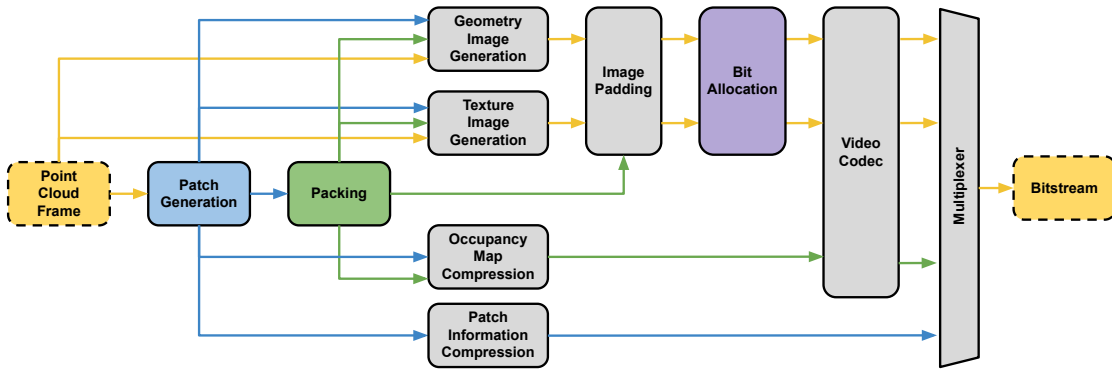 Geometry
Image
Generation
Texture
Image
Generation
Image
Padding
Bit
Allocation
Video
Codec
Multiplexer
Point
Cloud
Frame
Patch
Generation
Packing
Bitstream
Occupancy
Map
Compression
Patch
Information
Compression